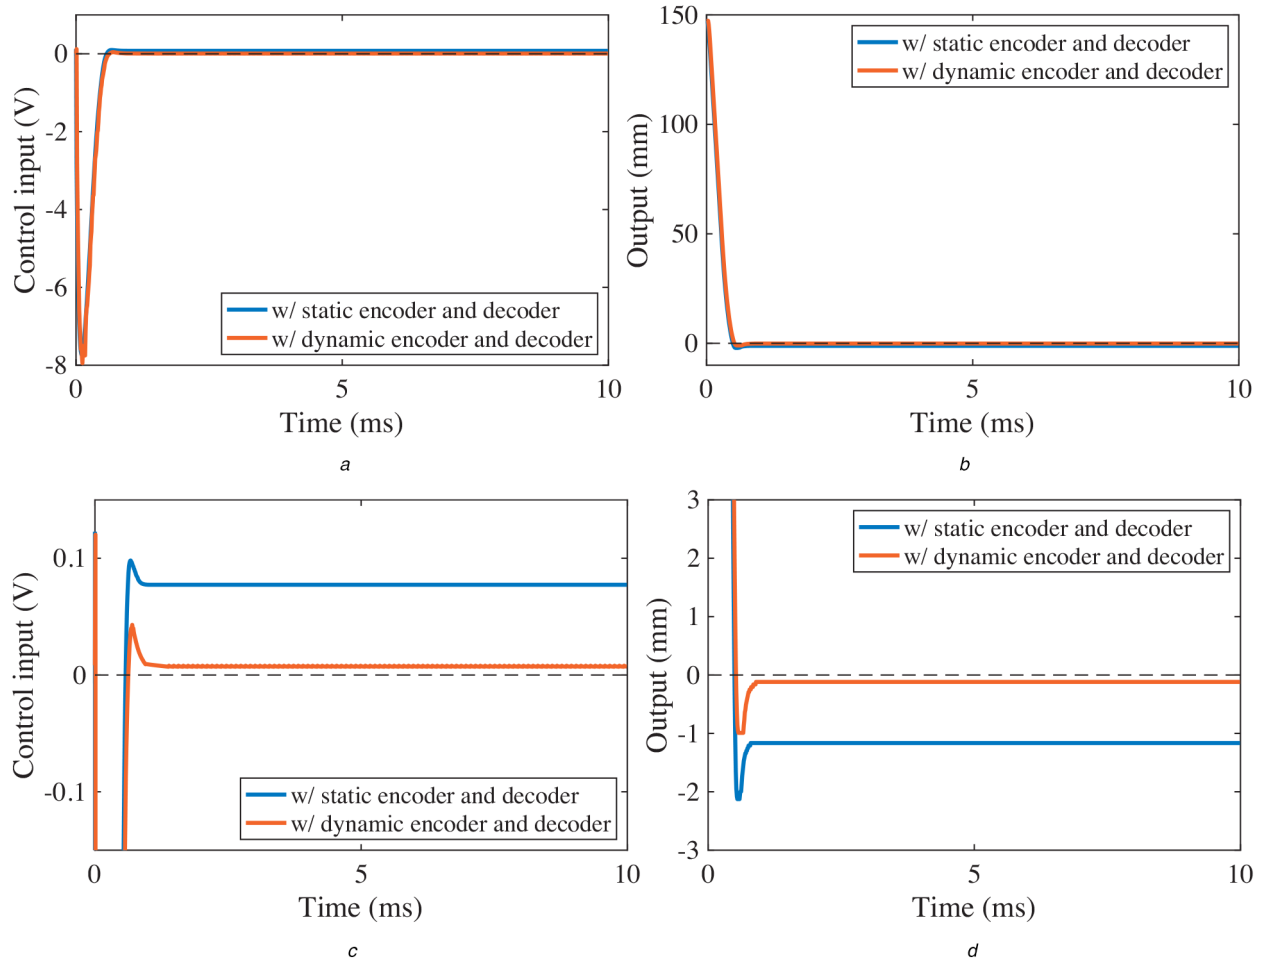 0
-2
-4
-6
-8
Control input (V)
w/ static encoder and decoder
w/ dynamic encoder and decoder
0 5 10
Time (ms)
a
150
100
50
0
Output (mm)
w/ static encoder and decoder
w/ dynamic encoder and decoder
0 5 10
Time (ms)
b
0.1
0
-0.1
Control input (V)
w/ static encoder and decoder
w/ dynamic encoder and decoder
0 5 10
Time (ms)
c
3
2
1
0
-1
-2
-3
Output (mm)
w/ static encoder and decoder
w/ dynamic encoder and decoder
0 5 10
Time (ms)
d